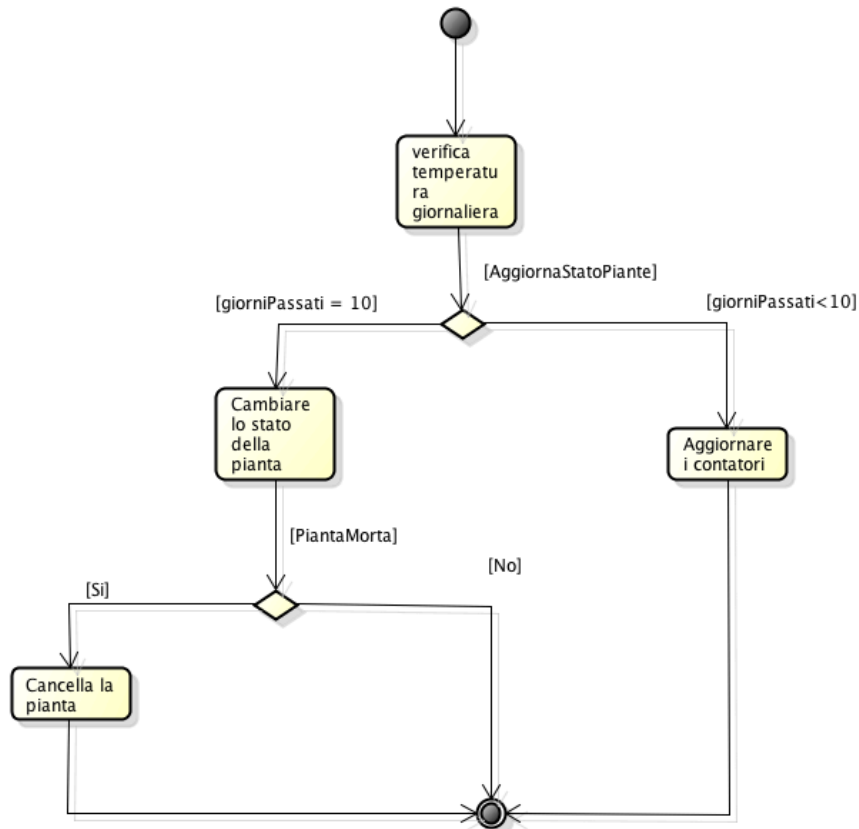 verifica
temperatu
ra
giornaliera
[AggiornaStatoPiante]
[giorniPassati = 10]
[giorniPassati<10]
Cambiare
lo stato
della
pianta
Aggiornare
i contatori
[PiantaMorta]
[No]
[Si]
Cancella la
pianta